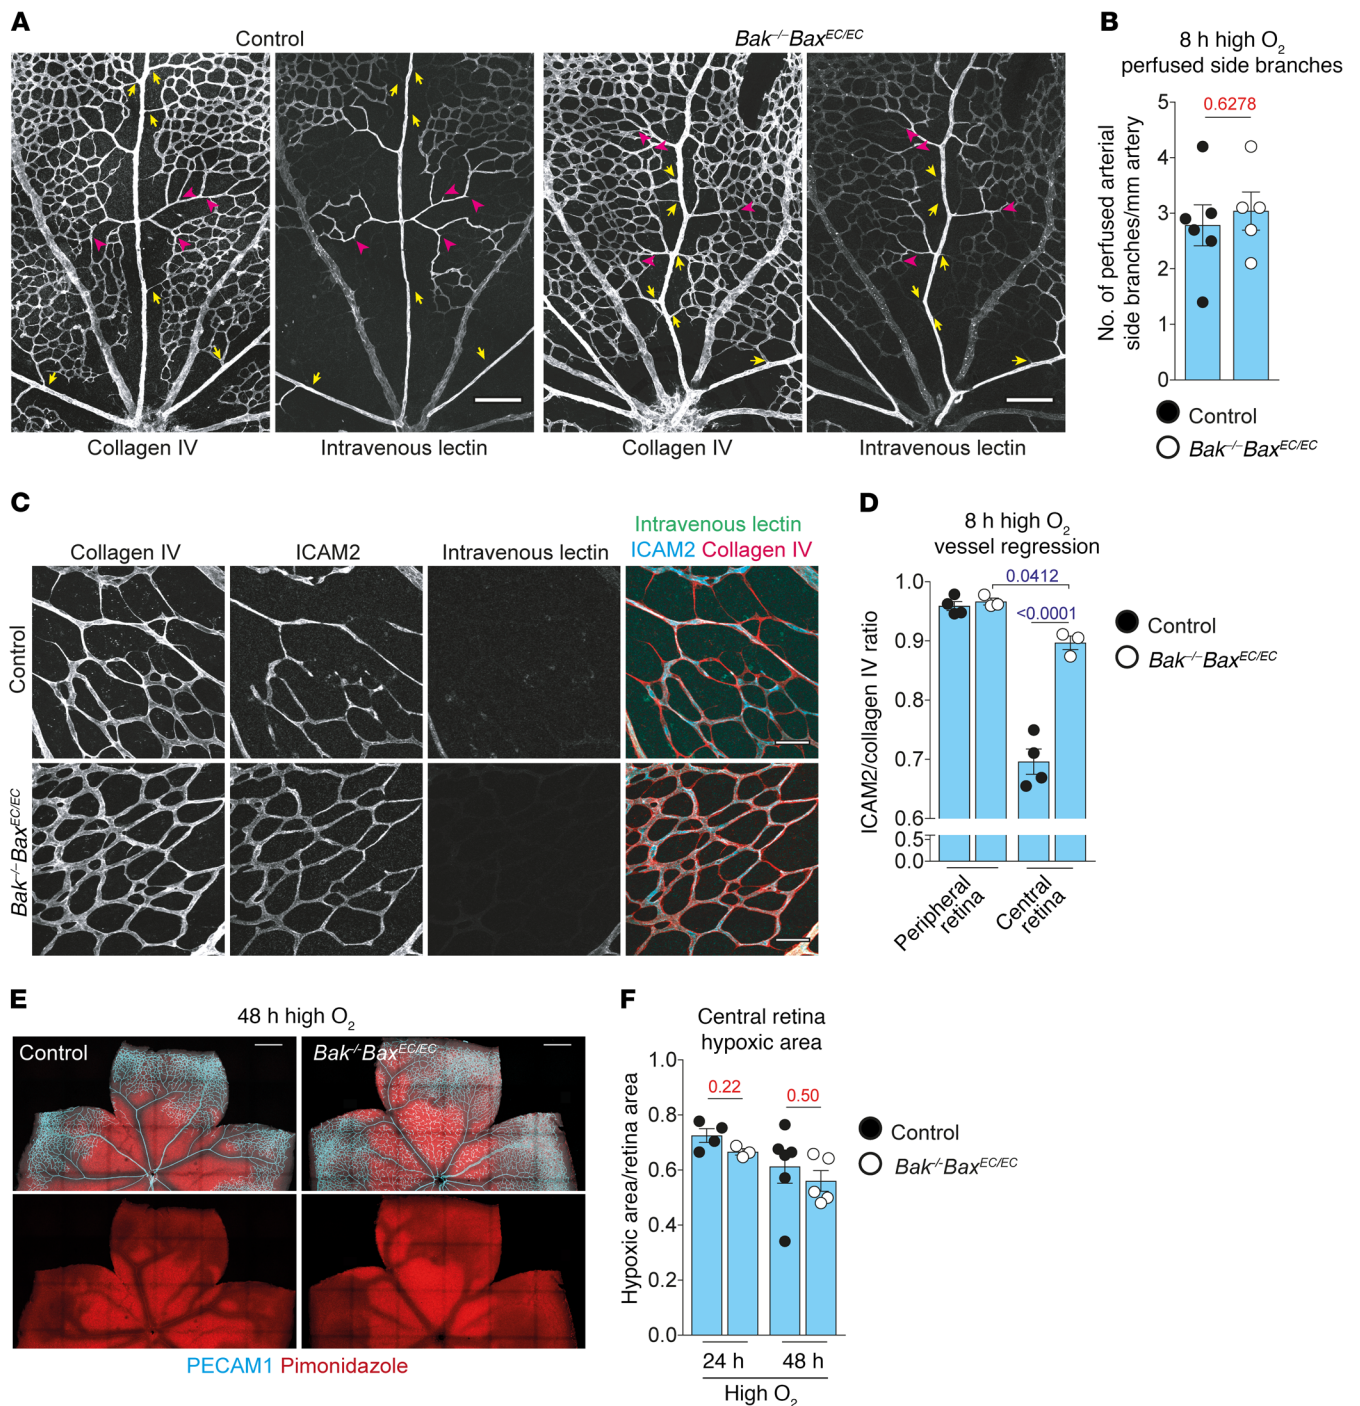 A
Control
Bak–/–BaxEC/EC
Collagen IV
Intravenous lectin
Collagen IV
Intravenous lectin
B
8 h high O2
perfused side branches
No. of perfused arterial
side branches/mm artery
5
4
3
2
1
0
0.6278
Control
Bak–/–BaxEC/EC
C
Collagen IV
ICAM2
Intravenous lectin
Intravenous lectin
ICAM2 Collagen IV
Control
Bak–/–BaxEC/EC
D
8 h high O2
vessel regression
ICAM2/collagen IV ratio
1.0
0.9
0.8
0.7
0.6
0.5
0.0
0.0412
<0.0001
Peripheral
retina
Central
retina
Control
Bak–/–BaxEC/EC
E
48 h high O2
Control
Bak-/-BaxEC/EC
PECAM1 Pimonidazole
F
Central retina
hypoxic area
Hypoxic area/retina area
1.0
0.8
0.6
0.4
0.2
0.0
0.22
0.50
24 h
48 h
High O2
Control
Bak-/-BaxEC/EC